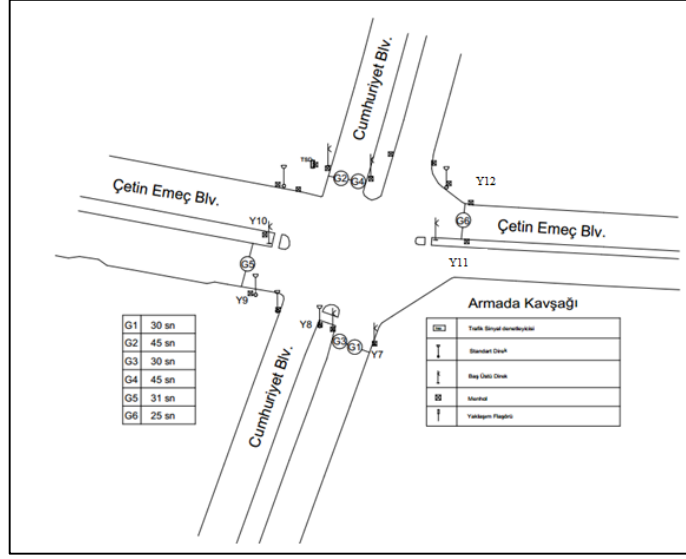 Cumhuriyet Blv.
G2
G4
Y12
Çetin Emeç Blv.
G6
Çetin Emeç Blv.
Y10
Y11
G5
Y9
Y8
G3
G1
Y7
Cumhuriyet Blv.
G1 30 sn
G2 45 sn
G3 30 sn
G4 45 sn
G5 31 sn
G6 25 sn
Armada Kavşağı
Trafik Sinyal denetleyicisi
Standart Direk
Baş Üstü Direk
Menhol
Yaklaşım Flaşörü